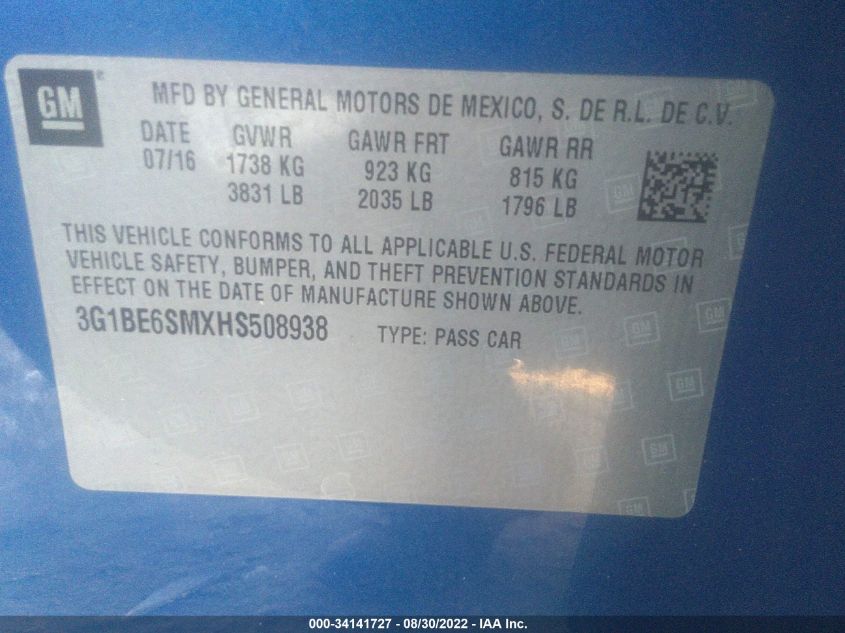 GM
MFD BY GENERAL MOTORS DE MEXICO, S. DE R.L. DE C.V.
DATE GVWR GAWR FRT GAWR RR
07/16 1738 KG 923 KG 815 KG
3831 LB 2035 LB 1796 LB
THIS VEHICLE CONFORMS TO ALL APPLICABLE U.S. FEDERAL MOTOR
VEHICLE SAFETY, BUMPER, AND THEFT PREVENTION STANDARDS IN
EFFECT ON THE DATE OF MANUFACTURE SHOWN ABOVE.
3G1BE6SMXHS508938 TYPE: PASS CAR
000-34141727 - 08/30/2022 - IAA Inc.